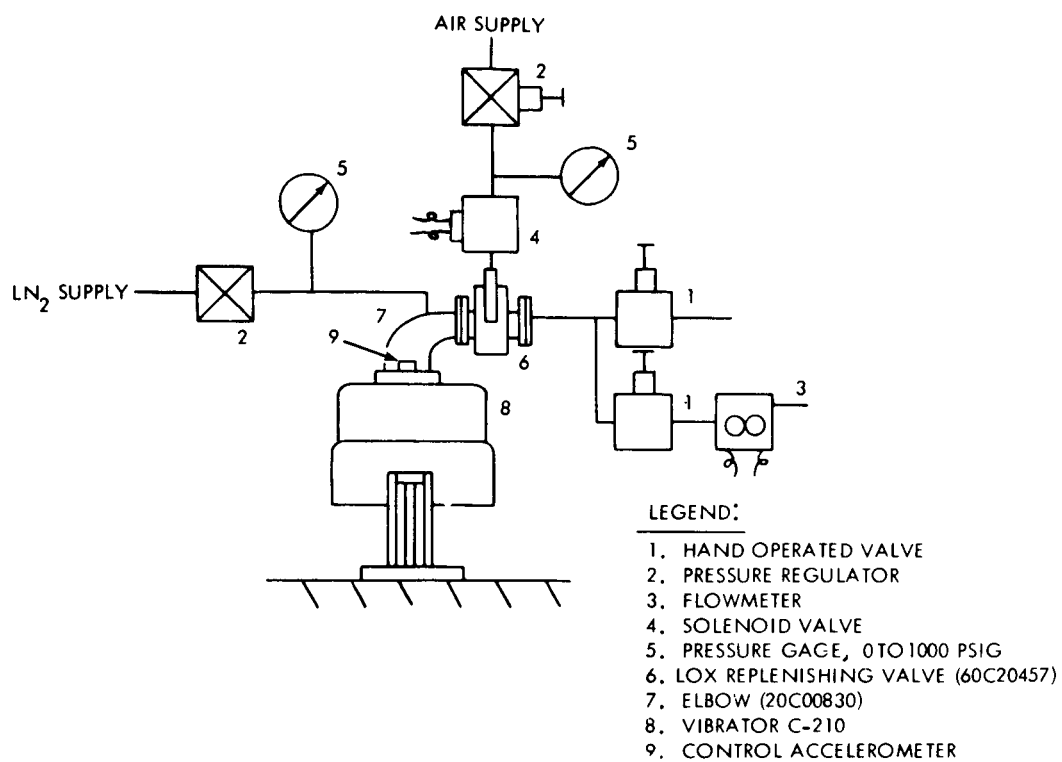 AIR SUPPLY
2
5
5
4
LN₂ SUPPLY
2
7
9
6
1
8
1
3
LEGEND:
1. HAND OPERATED VALVE
2. PRESSURE REGULATOR
3. FLOWMETER
4. SOLENOID VALVE
5. PRESSURE GAGE, 0 TO 1000 PSIG
6. LOX REPLENISHING VALVE (60C20457)
7. ELBOW (20C00830)
8. VIBRATOR C-210
9. CONTROL ACCELEROMETER